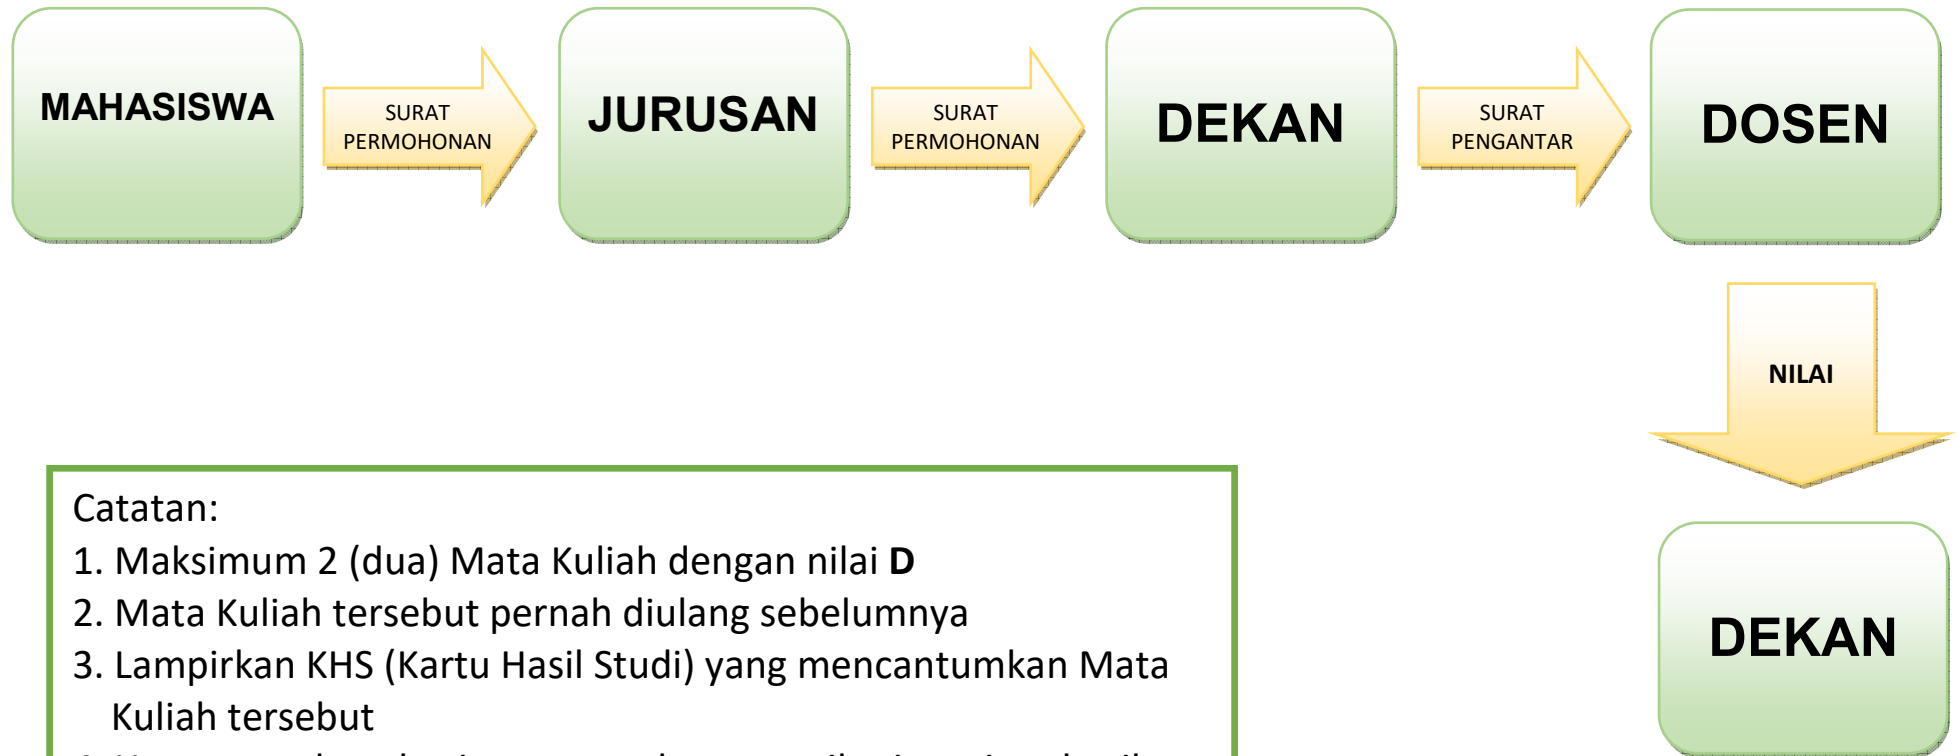 MAHASISWA
SURAT
PERMOHONAN
JURUSAN
SURAT
PERMOHONAN
DEKAN
SURAT
PENGANTAR
DOSEN
NILAI
DEKAN
Catatan:
1. Maksimum 2 (dua) Mata Kuliah dengan nilai D
2. Mata Kuliah tersebut pernah diulang sebelumnya
3. Lampirkan KHS (Kartu Hasil Studi) yang mencantumkan Mata
Kuliah tersebut